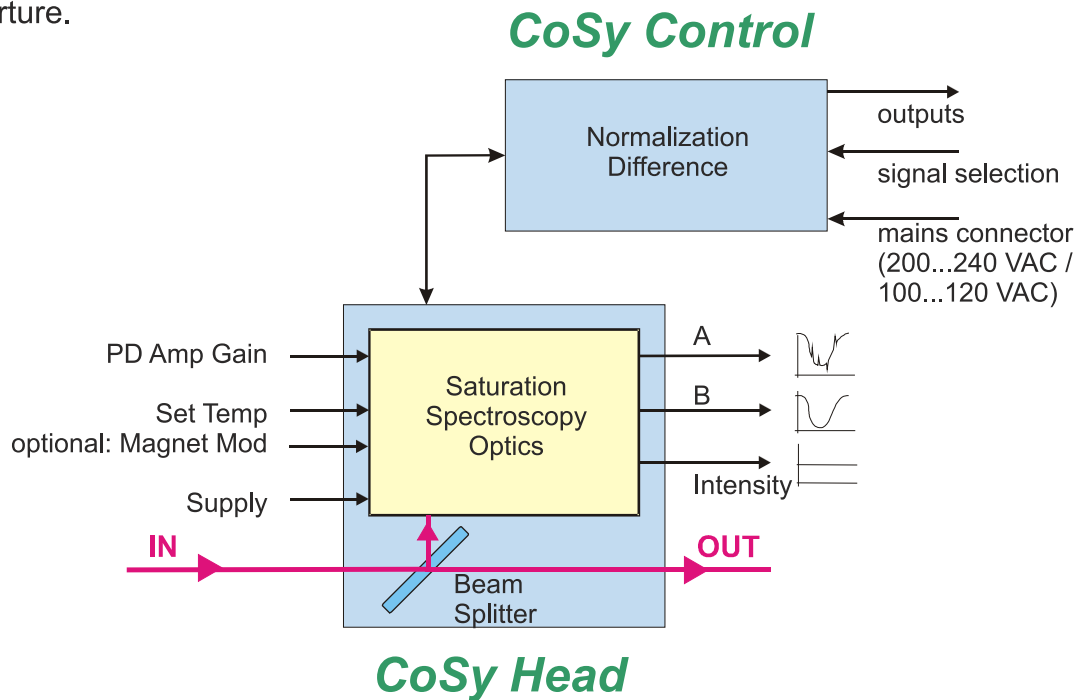 CoSy Control
Normalization
Difference
outputs
signal selection
mains connector
(200...240 VAC /
100...120 VAC)
PD Amp Gain
Set Temp
optional: Magnet Mod
Supply
Saturation
Spectroscopy
Optics
A
B
Intensity
IN
OUT
Beam
Splitter
CoSy Head